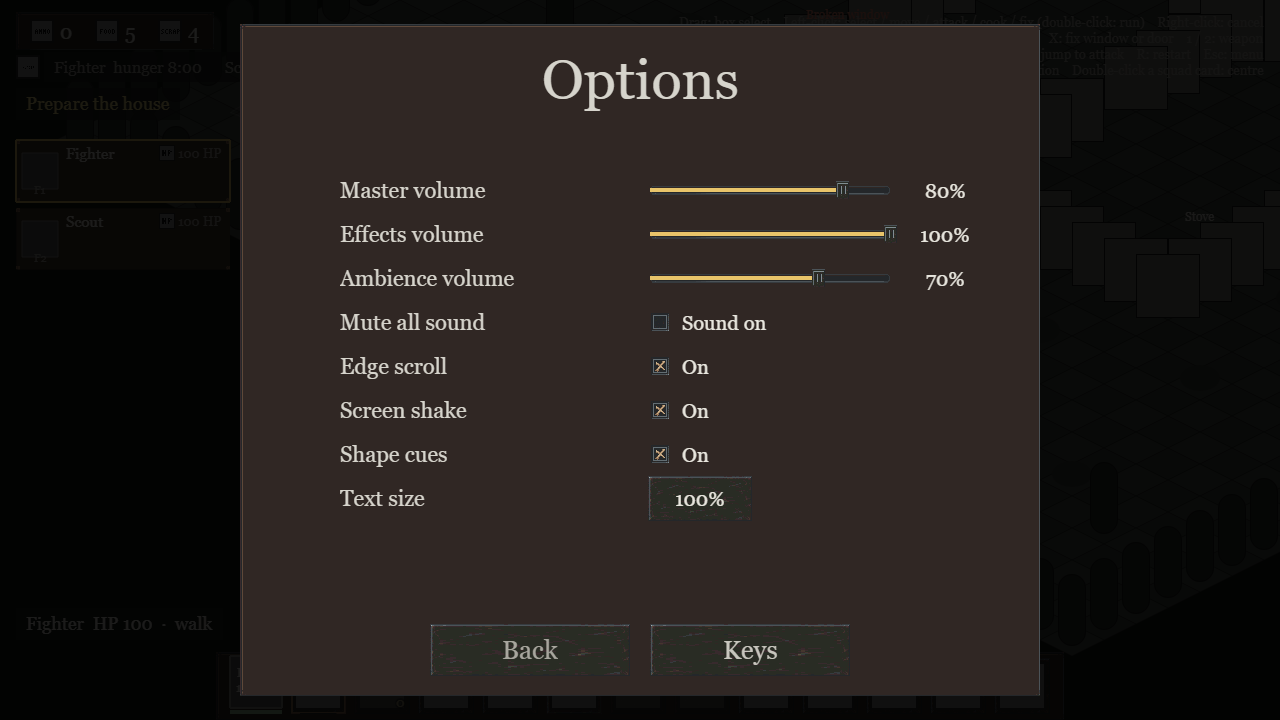 0 5 4
Fighter hunger 8:00
Prepare the house
Fighter 100 HP
F1
Scout 100 HP
F2
Options
Master volume 80%
Effects volume 100%
Ambience volume 70%
Mute all sound Sound on
Edge scroll On
Screen shake On
Shape cues On
Text size 100%
Back Keys
Stove
Fighter HP 100 · walk